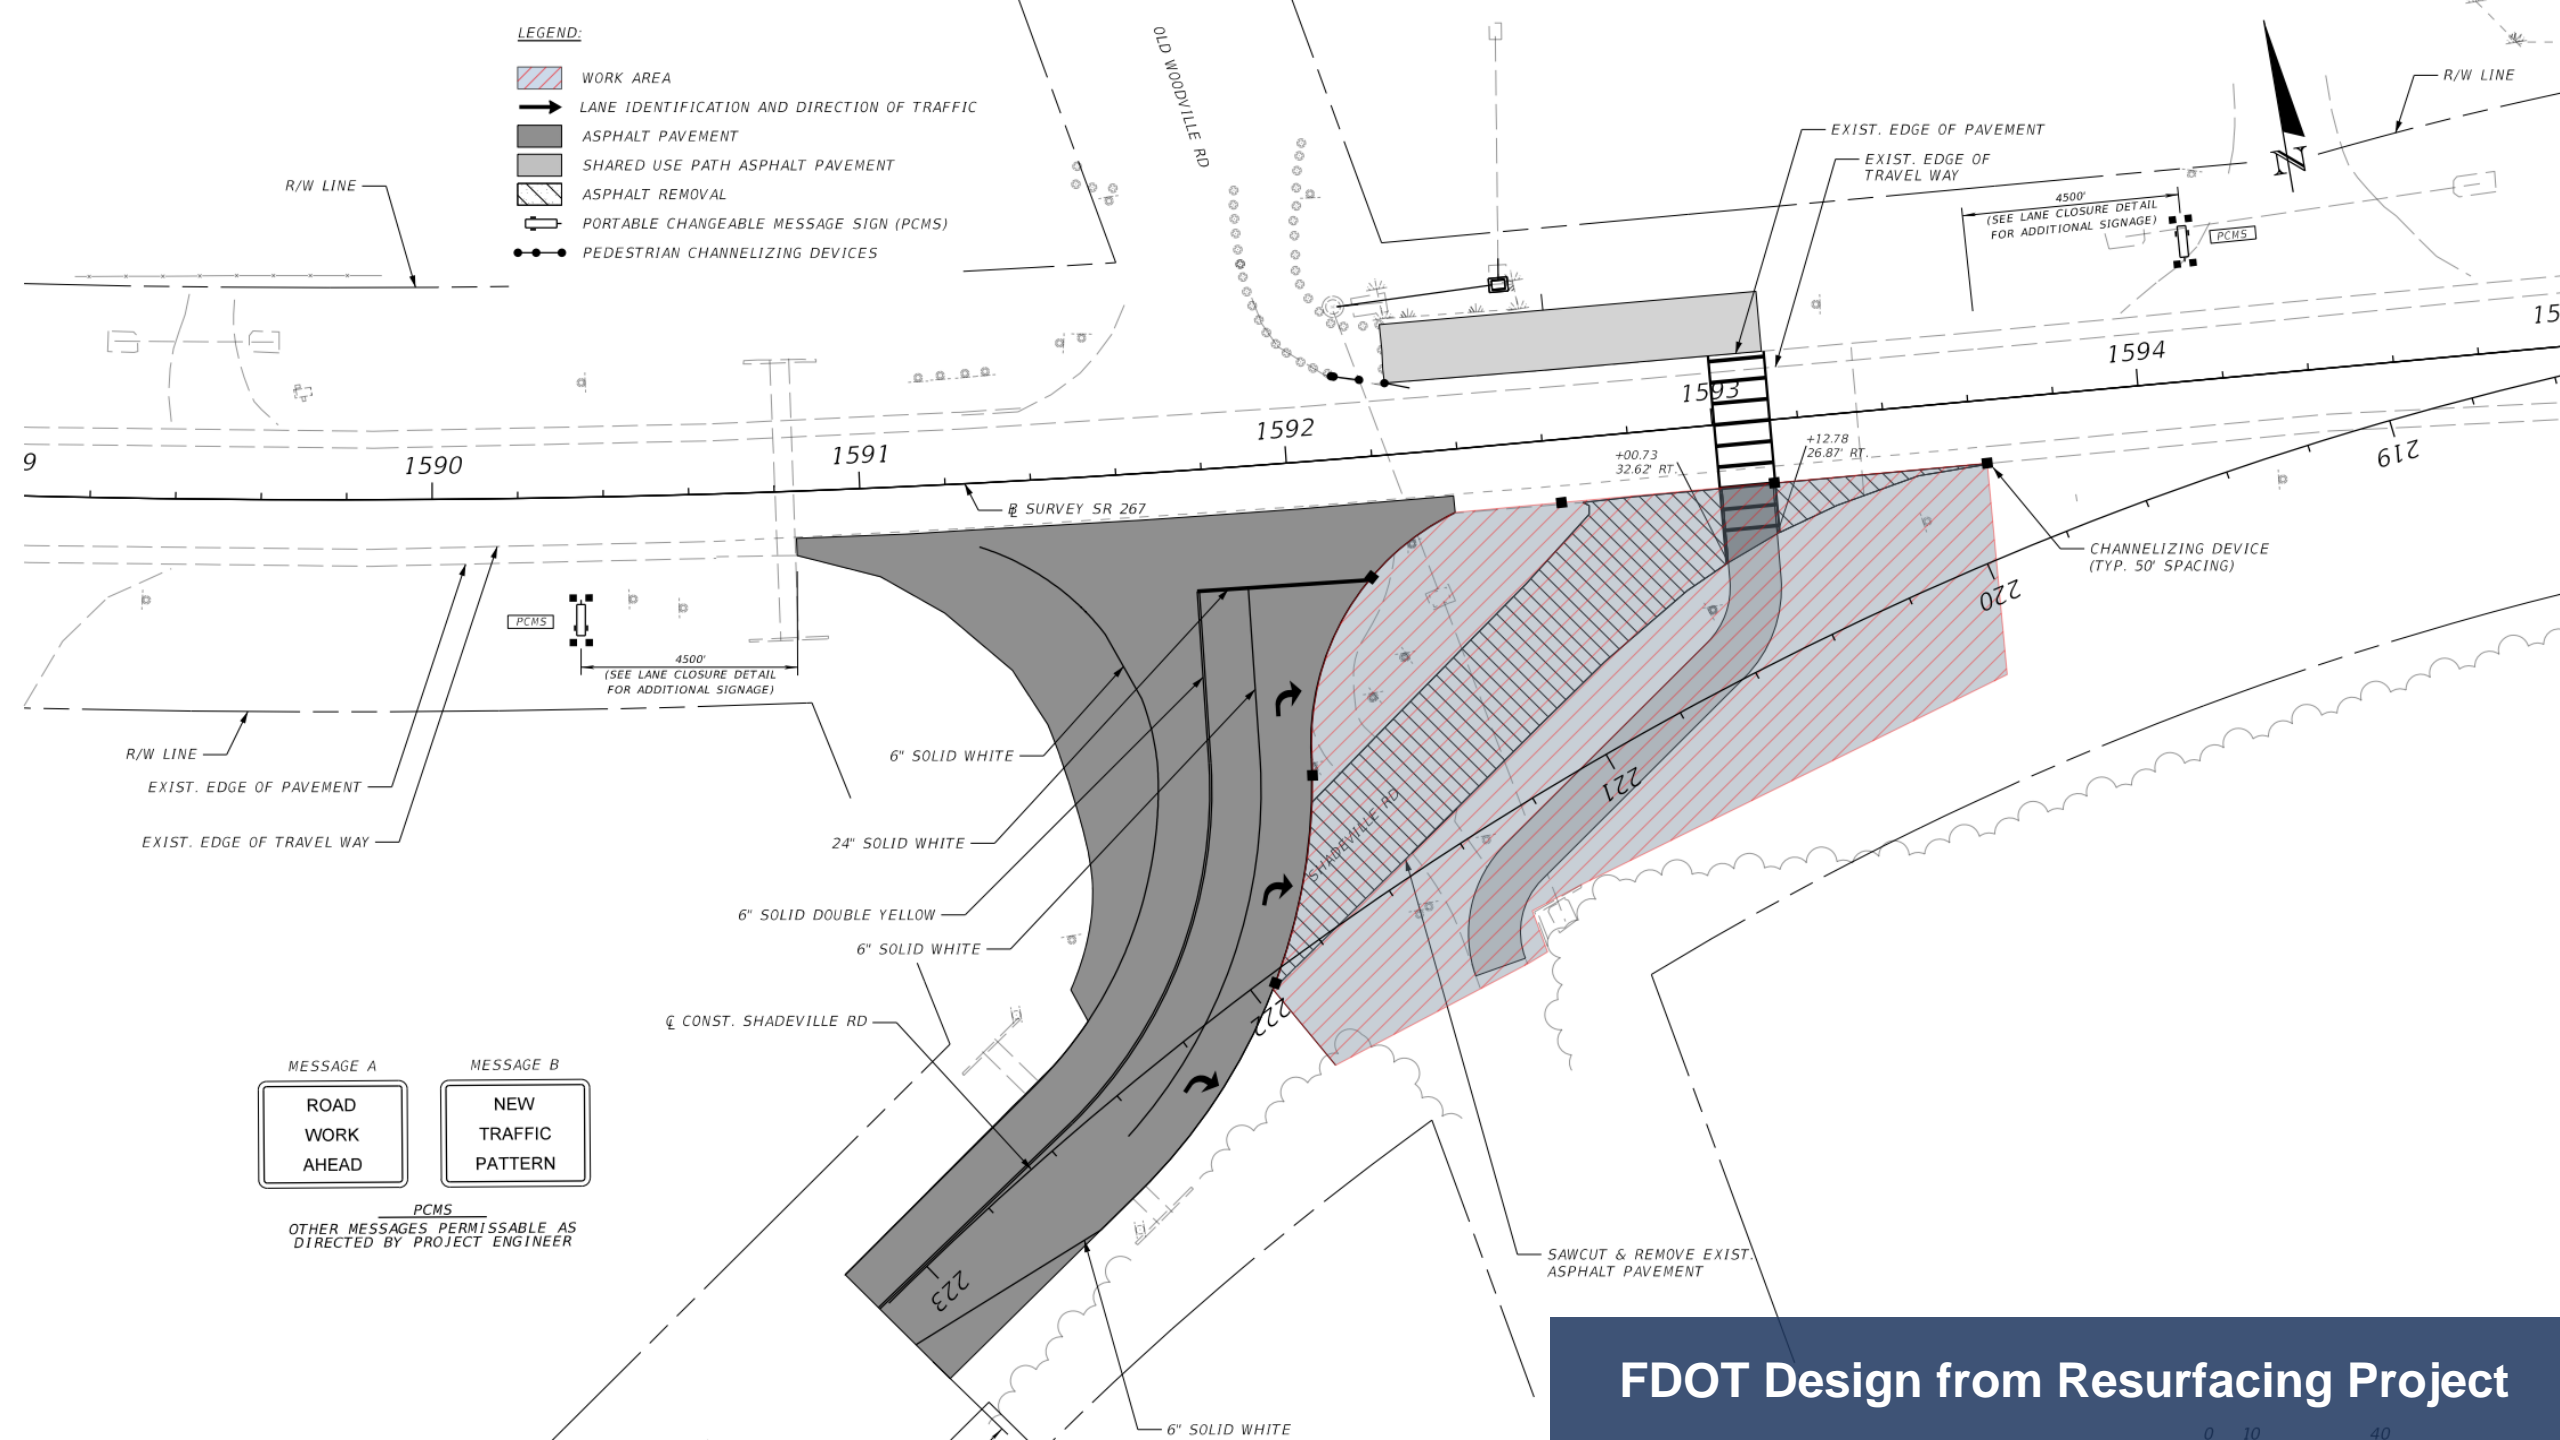 LEGEND:
WORK AREA
LANE IDENTIFICATION AND DIRECTION OF TRAFFIC
ASPHALT PAVEMENT
SHARED USE PATH ASPHALT PAVEMENT
ASPHALT REMOVAL
PORTABLE CHANGEABLE MESSAGE SIGN (PCMS)
PEDESTRIAN CHANNELIZING DEVICES
OLD WOODVILLE RD
R/W LINE
EXIST. EDGE OF PAVEMENT
EXIST. EDGE OF
TRAVEL WAY
R/W LINE
N
4500'
(SEE LANE CLOSURE DETAIL
FOR ADDITIONAL SIGNAGE)
PCMS
9
1590
1591
1592
1593
1594
15
+00.73
32.62' RT.
+12.78
26.87' RT.
219
220
221
222
223
℄ SURVEY SR 267
CHANNELIZING DEVICE
(TYP. 50' SPACING)
PCMS
4500'
(SEE LANE CLOSURE DETAIL
FOR ADDITIONAL SIGNAGE)
R/W LINE
EXIST. EDGE OF PAVEMENT
EXIST. EDGE OF TRAVEL WAY
6" SOLID WHITE
24" SOLID WHITE
6" SOLID DOUBLE YELLOW
6" SOLID WHITE
SHADEVILLE RD
℄ CONST. SHADEVILLE RD
MESSAGE A
ROAD
WORK
AHEAD
MESSAGE B
NEW
TRAFFIC
PATTERN
PCMS
OTHER MESSAGES PERMISSABLE AS
DIRECTED BY PROJECT ENGINEER
SAWCUT & REMOVE EXIST.
ASPHALT PAVEMENT
6" SOLID WHITE
FDOT Design from Resurfacing Project
0 10 40